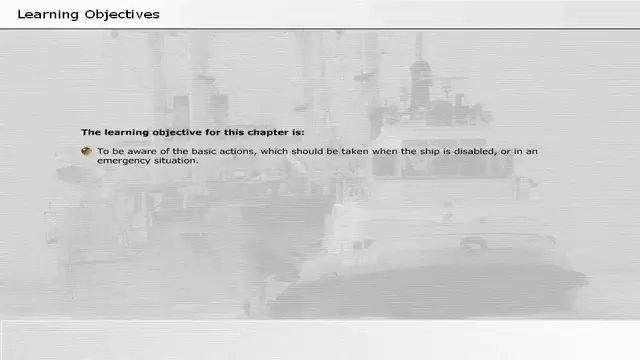 Learning Objectives
The learning objective for this chapter is:
To be aware of the basic actions, which should be taken when the ship is disabled, or in an
emergency situation.